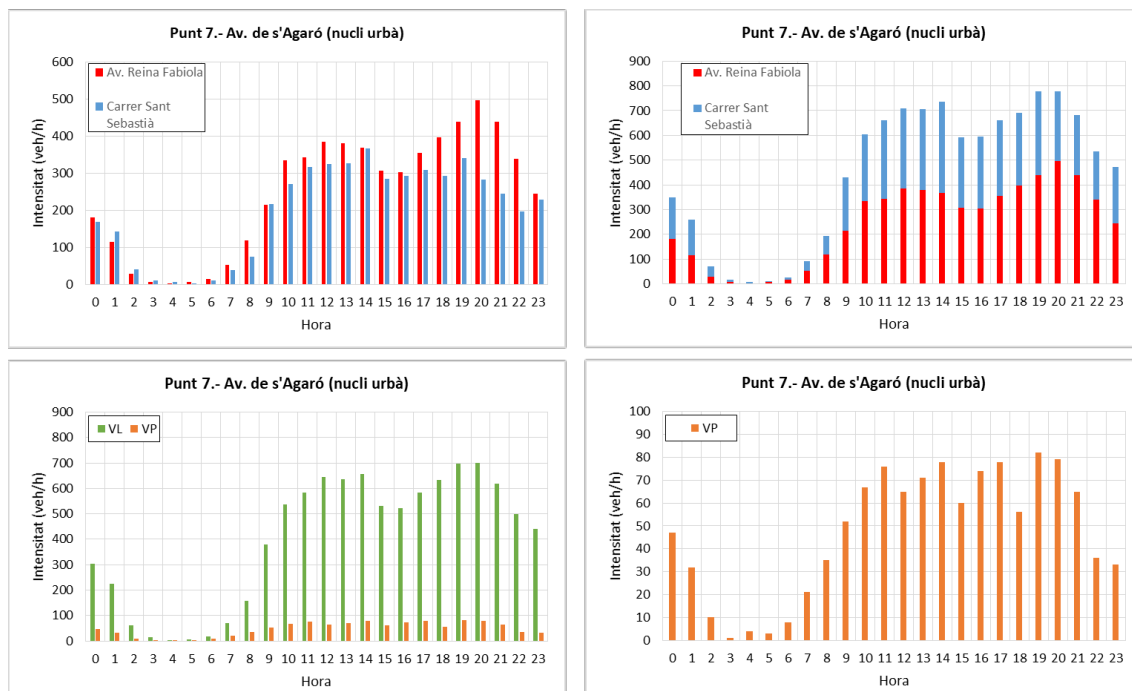 Punt 7.- Av. de s'Agaró (nucli urbà)
600
500
400
300
200
100
0
Intensitat (veh/h)
Av. Reina Fabiola
Carrer Sant
Sebastià
0 1 2 3 4 5 6 7 8 9 10 11 12 13 14 15 16 17 18 19 20 21 22 23
Hora
Punt 7.- Av. de s'Agaró (nucli urbà)
900
800
700
600
500
400
300
200
100
0
Intensitat (veh/h)
Av. Reina Fabiola
Carrer Sant
Sebastià
0 1 2 3 4 5 6 7 8 9 10 11 12 13 14 15 16 17 18 19 20 21 22 23
Hora
Punt 7.- Av. de s'Agaró (nucli urbà)
900
800
700
600
500
400
300
200
100
0
Intensitat (veh/h)
VL VP
0 1 2 3 4 5 6 7 8 9 10 11 12 13 14 15 16 17 18 19 20 21 22 23
Hora
Punt 7.- Av. de s'Agaró (nucli urbà)
100
90
80
70
60
50
40
30
20
10
0
Intensitat (veh/h)
VP
0 1 2 3 4 5 6 7 8 9 10 11 12 13 14 15 16 17 18 19 20 21 22 23
Hora